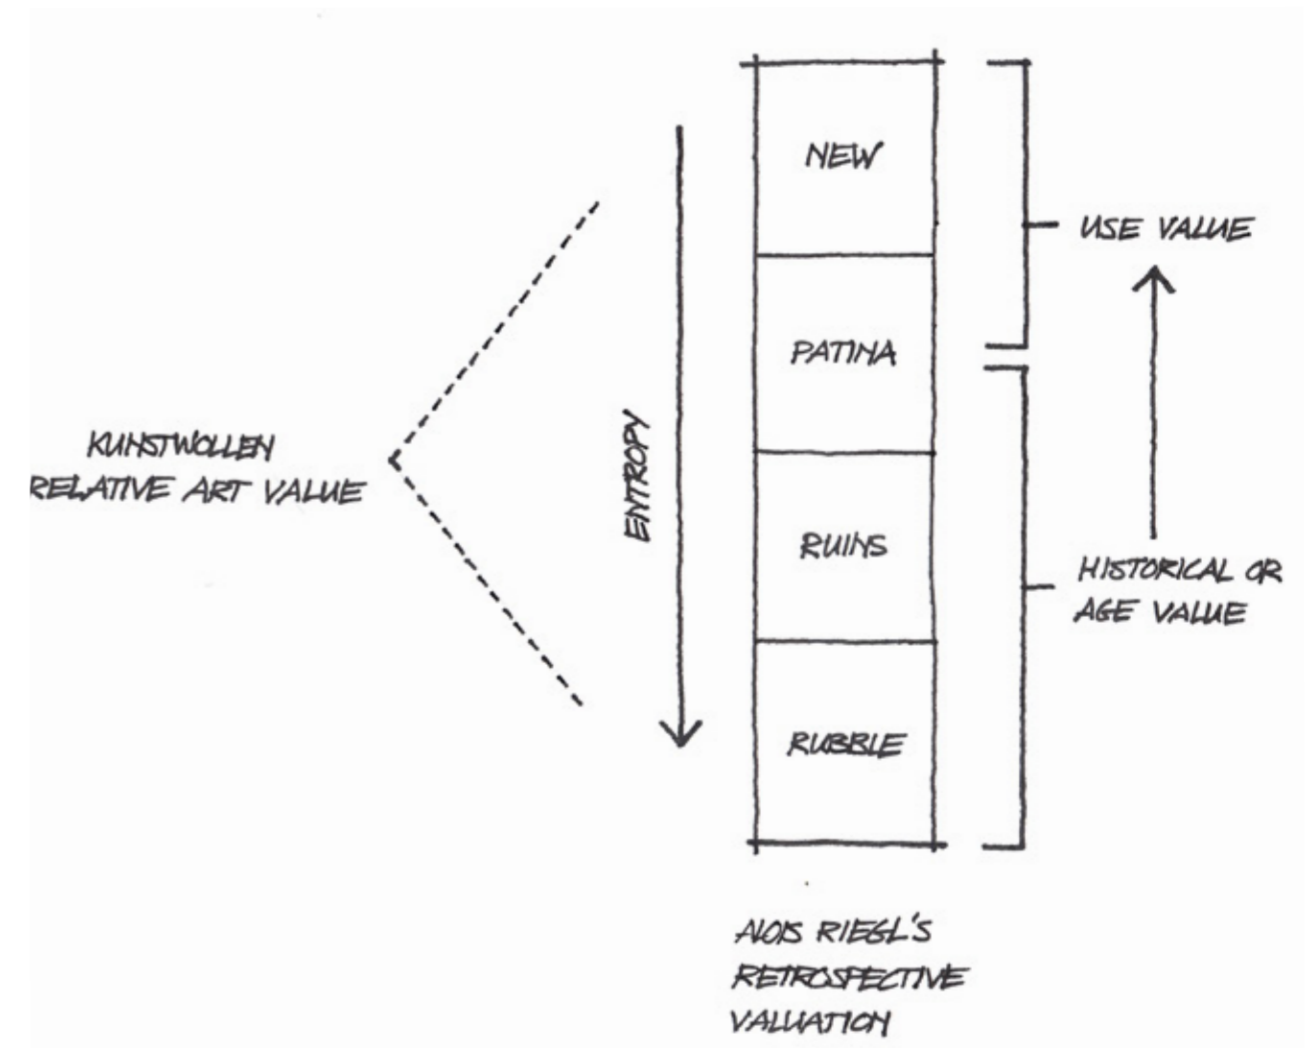 NEW
USE VALUE
PATINA
KUNSTWOLLEN
RELATIVE ART VALUE
ENTROPY
RUINS
HISTORICAL OR
AGE VALUE
RUBBLE
ALOIS RIEGL'S
RETROSPECTIVE
VALUATION